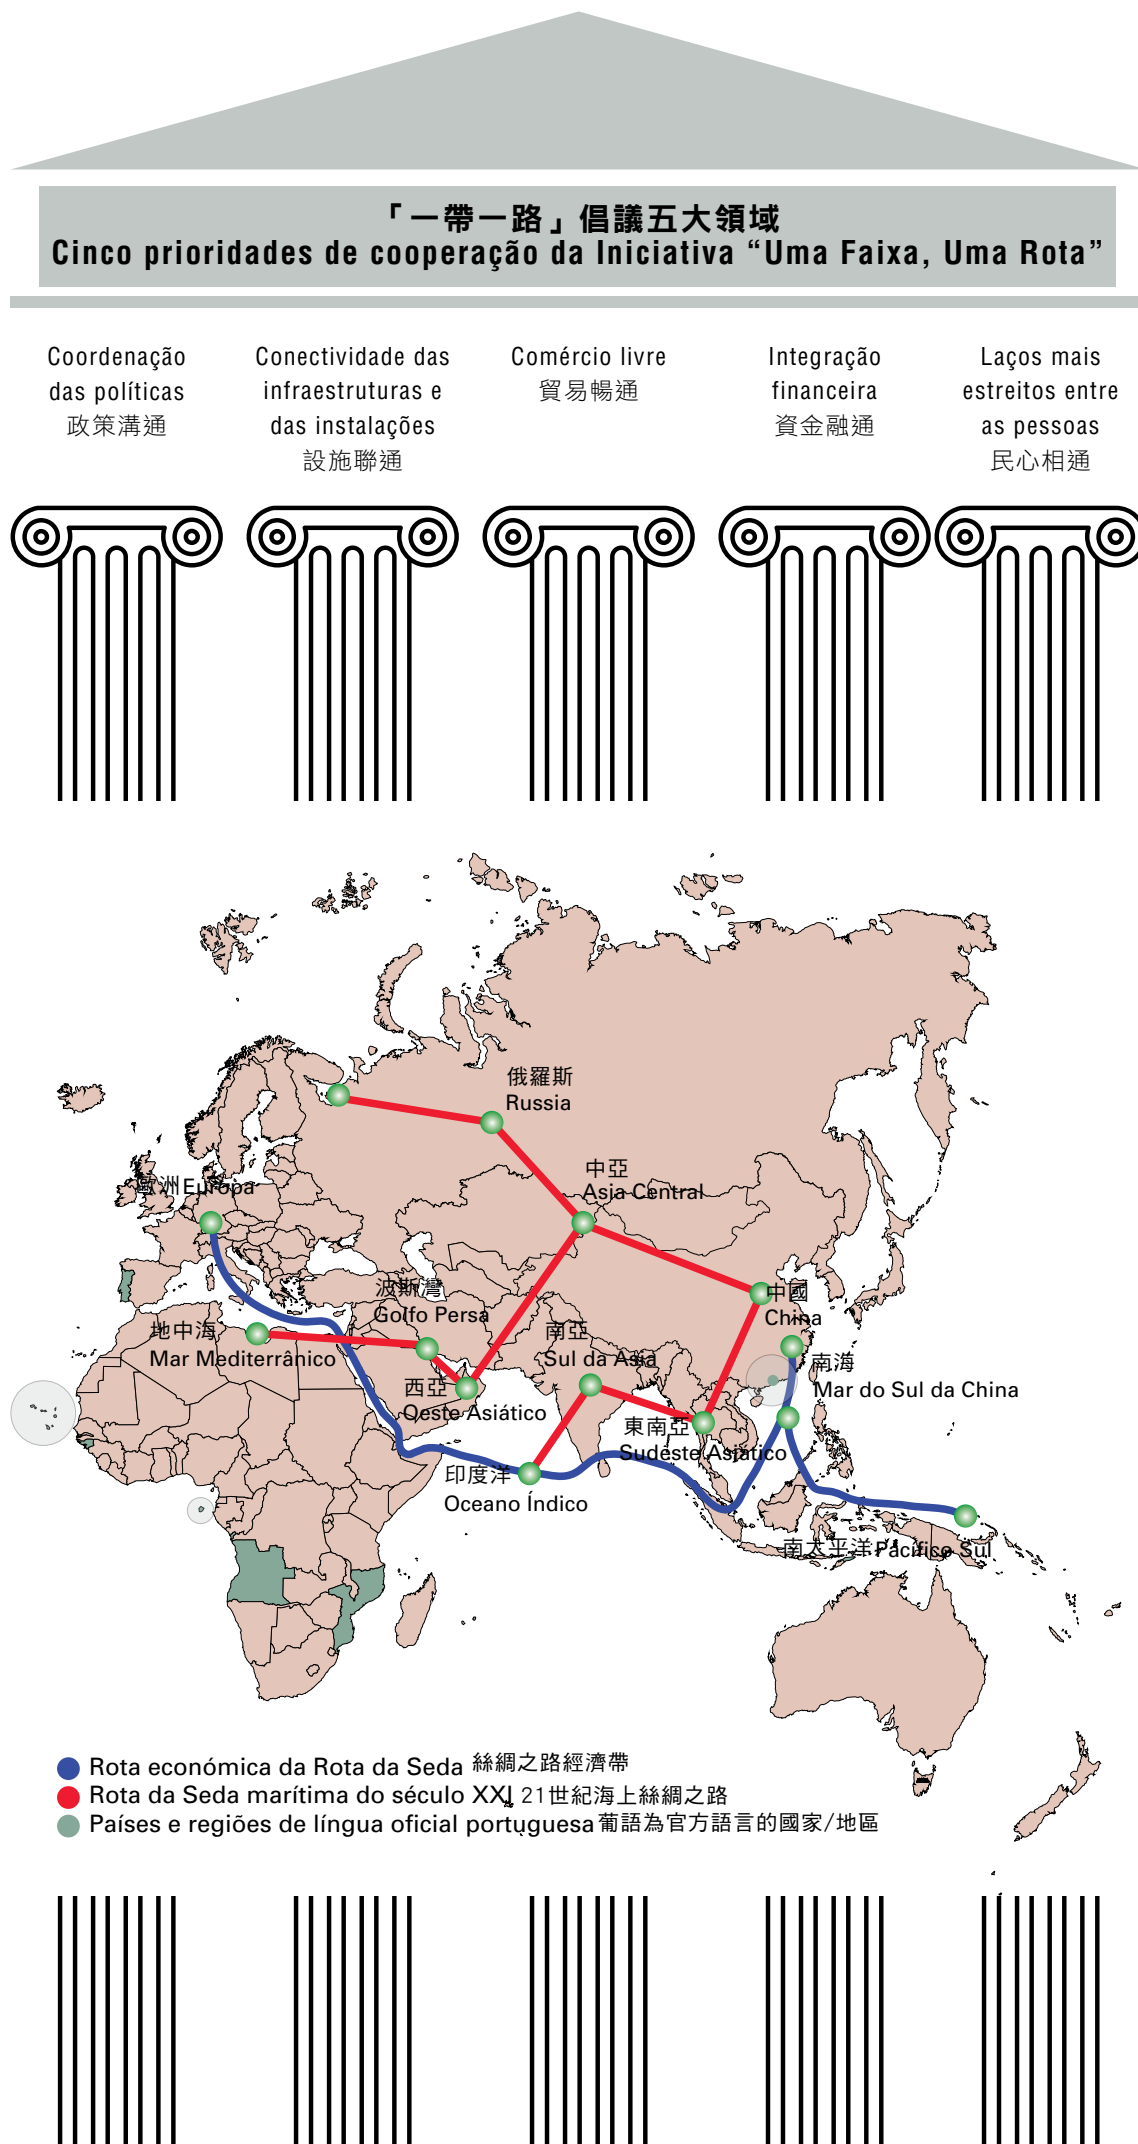 「一帶一路」倡議五大領域
Cinco prioridades de cooperação da Iniciativa “Uma Faixa, Uma Rota”
Coordenação
das políticas
政策溝通
Conectividade das
infraestruturas e
das instalações
設施聯通
Comércio livre
貿易暢通
Integração
financeira
資金融通
Laços mais
estreitos entre
as pessoas
民心相通
俄羅斯
Russia
中亞
Asia Central
歐洲Europa
波斯灣
Golfo Persa
中國
China
地中海
Mar Mediterrânico
南亞
Sul da Asia
南海
Mar do Sul da China
西亞
Oeste Asiático
東南亞
Sudeste Asiático
印度洋
Oceano Índico
南太平洋 Pacífico Sul
Rota económica da Rota da Seda 絲綢之路經濟帶
Rota da Seda marítima do século XXI 21世紀海上絲綢之路
Países e regiões de língua oficial portuguesa 葡語為官方語言的國家/地區